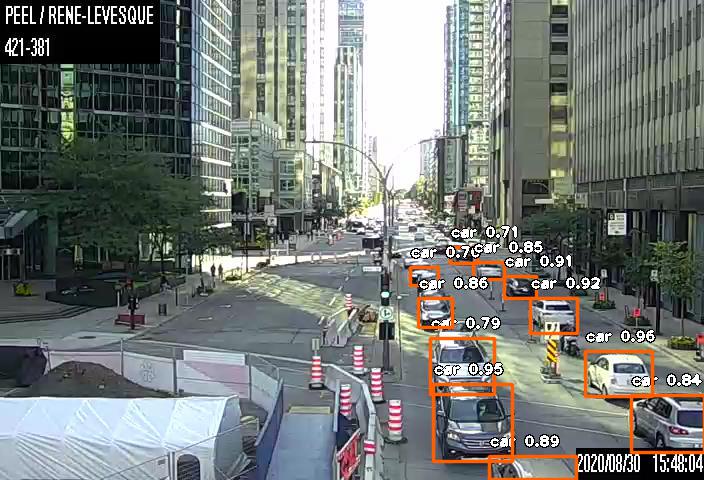 PEEL / RENE-LEVESQUE
421-381
car 0.71
car 0.70
car 0.85
car 0.91
car 0.86
car 0.92
car 0.79
car 0.96
car 0.95
car 0.84
car 0.89
2020/08/30 15:48:04